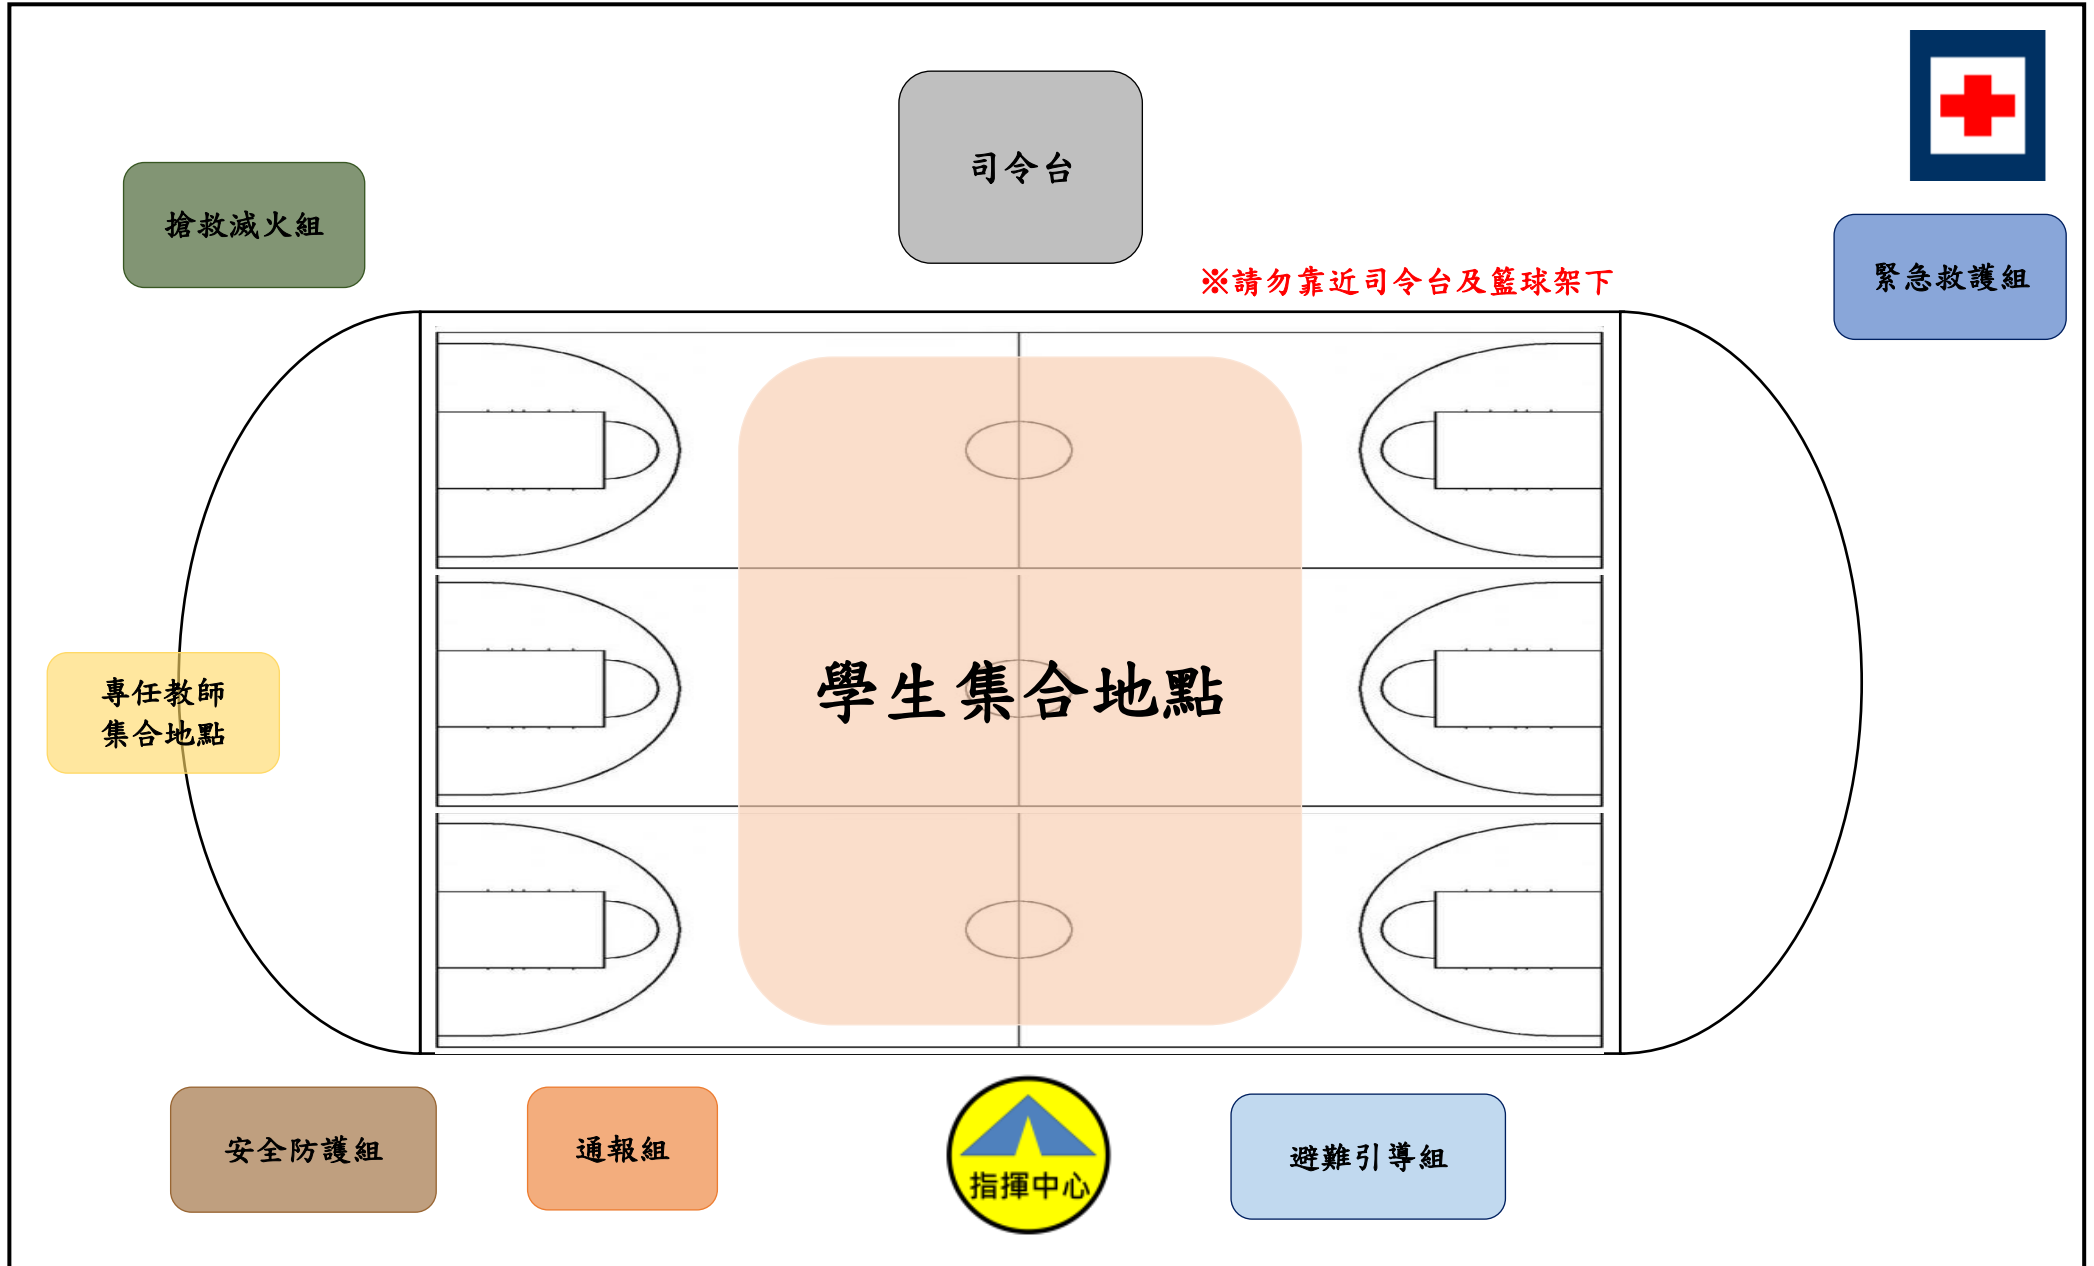 司令台
搶救滅火組
※請勿靠近司令台及籃球架下
緊急救護組
學生集合地點
專任教師
集合地點
安全防護組
通報組
指揮中心
避難引導組